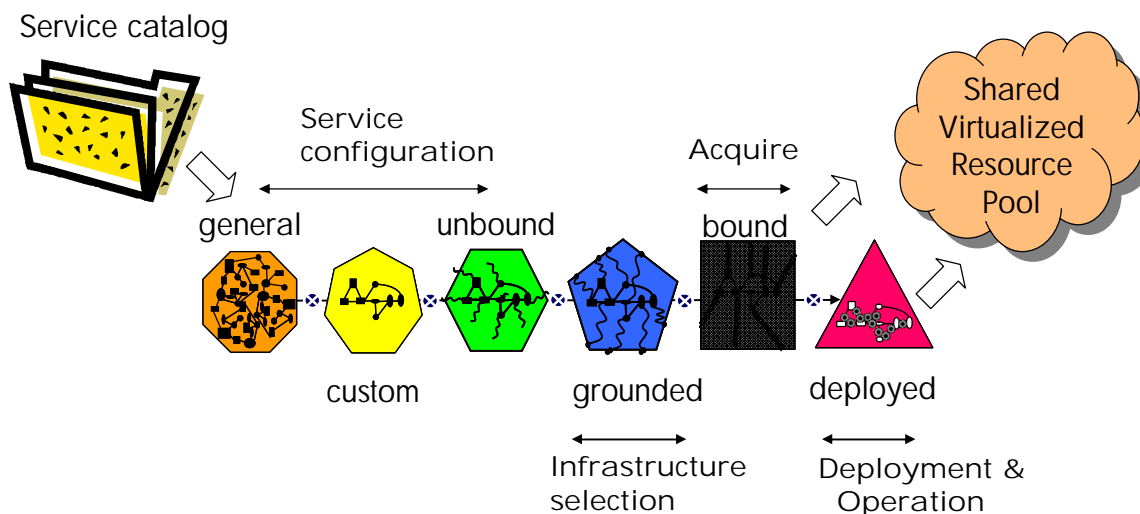 Service catalog
Service
configuration
Acquire
Shared
Virtualized
Resource
Pool
general
unbound
bound
custom
grounded
deployed
Infrastructure
selection
Deployment &
Operation